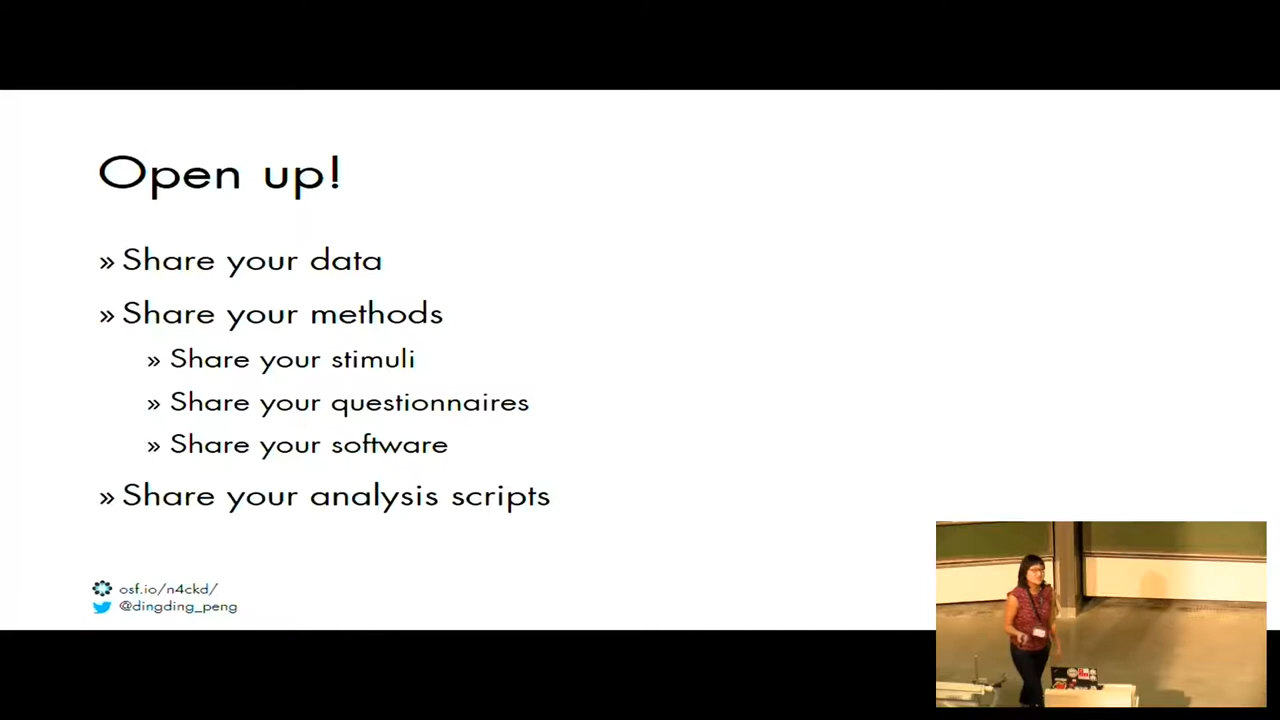 Open up!
» Share your data
» Share your methods
» Share your stimuli
» Share your questionnaires
» Share your software
» Share your analysis scripts
osf.io/n4ckd/
@dingding_peng